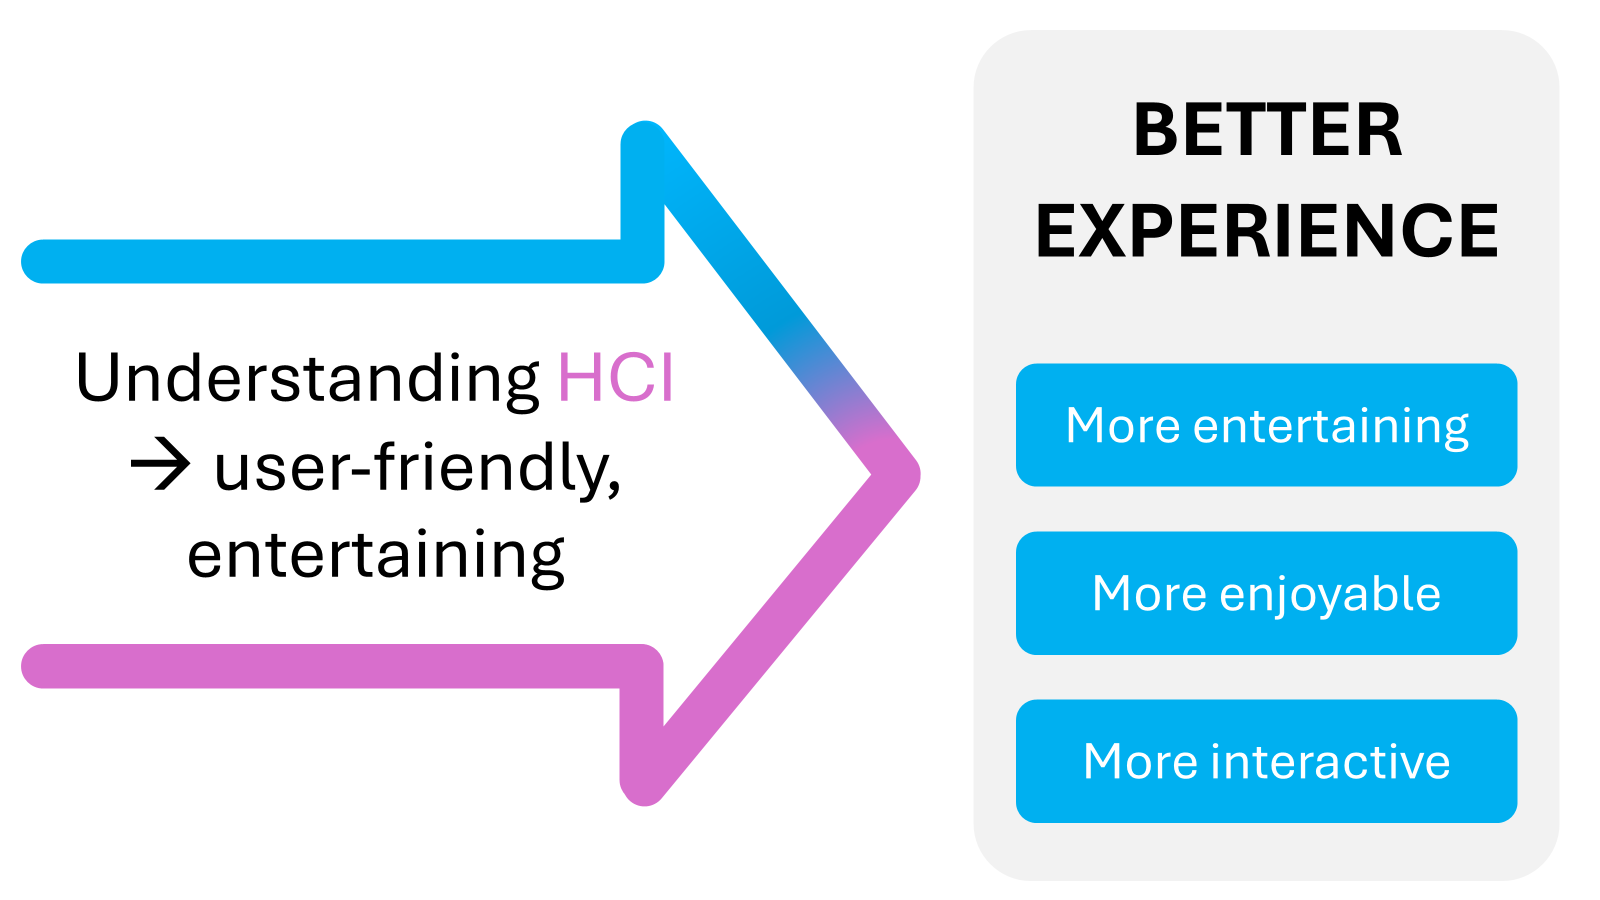 Understanding HCI
→ user-friendly,
entertaining
BETTER
EXPERIENCE
More entertaining
More enjoyable
More interactive